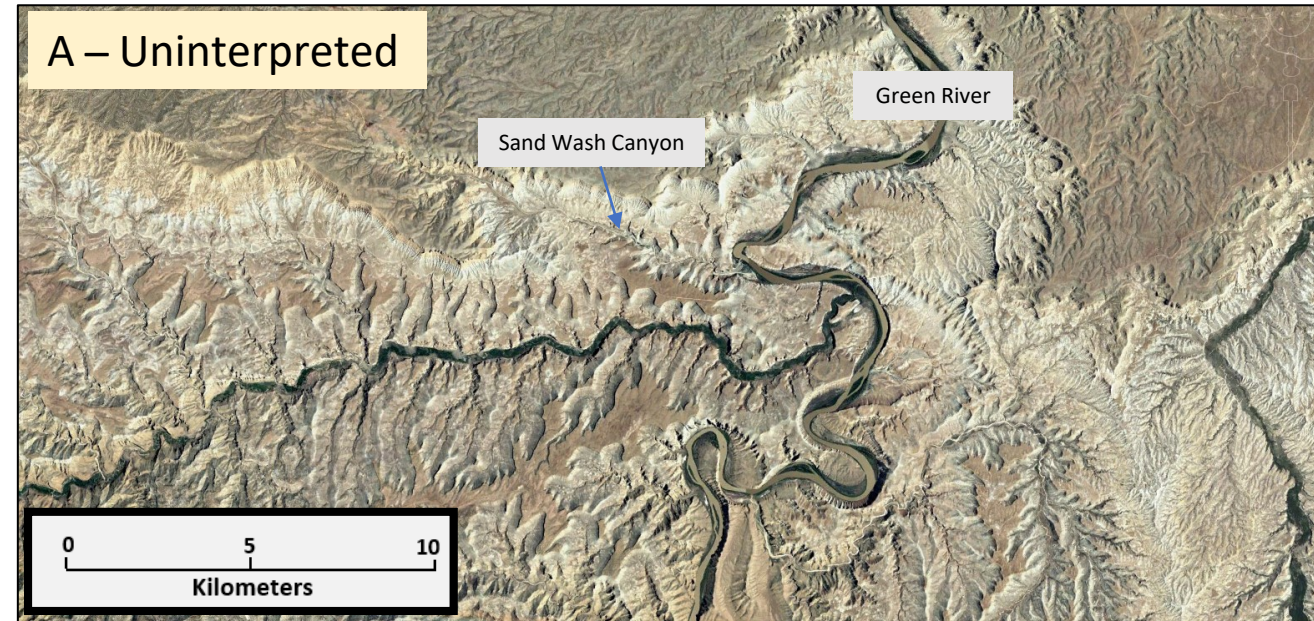 A – Uninterpreted
Green River
Sand Wash Canyon
0 5 10
Kilometers